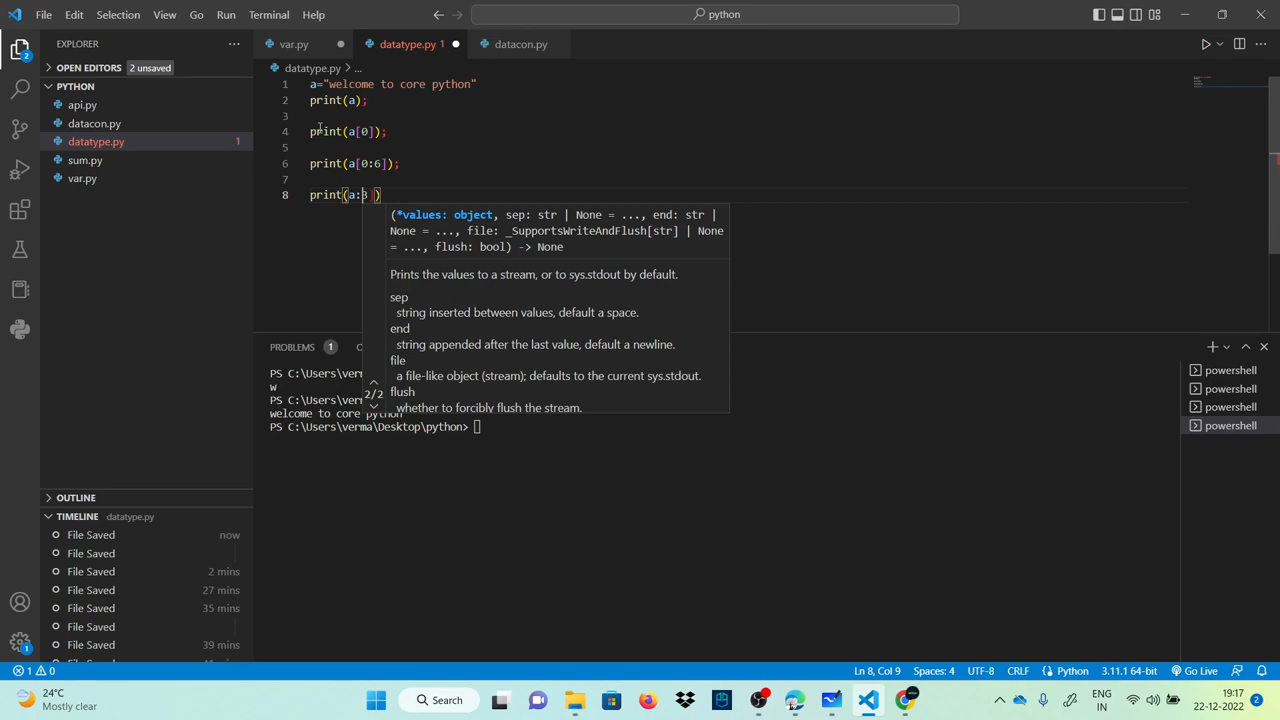 File Edit Selection View Go Run Terminal Help
python
EXPLORER
var.py
datatype.py 1
datacon.py
OPEN EDITORS 2 unsaved
datatype.py > ...
PYTHON
api.py
datacon.py
datatype.py 1
sum.py
var.py
1 a="welcome to core python"
2 print(a);
3
4 print(a[0]);
5
6 print(a[0:6]);
7
8 print(a:3])
(*values: object, sep: str | None = ..., end: str |
None = ..., file: _SupportsWriteAndFlush[str] | None
= ..., flush: bool) -> None
Prints the values to a stream, or to sys.stdout by default.
sep
string inserted between values, default a space.
end
string appended after the last value, default a newline.
file
a file-like object (stream); defaults to the current sys.stdout.
flush
whether to forcibly flush the stream.
2/2
PROBLEMS 1
PS C:\Users\verm
w
PS C:\Users\verm
welcome to core python
PS C:\Users\verma\Desktop\python>
powershell
powershell
powershell
powershell
OUTLINE
TIMELINE datatype.py
File Saved now
File Saved
File Saved 2 mins
File Saved 27 mins
File Saved 35 mins
File Saved
File Saved 39 mins
2
1
1 0
Ln 8, Col 9 Spaces: 4 UTF-8 CRLF Python 3.11.1 64-bit Go Live
24°C
Mostly clear
Search
ENG
IN
19:17
22-12-2022
2